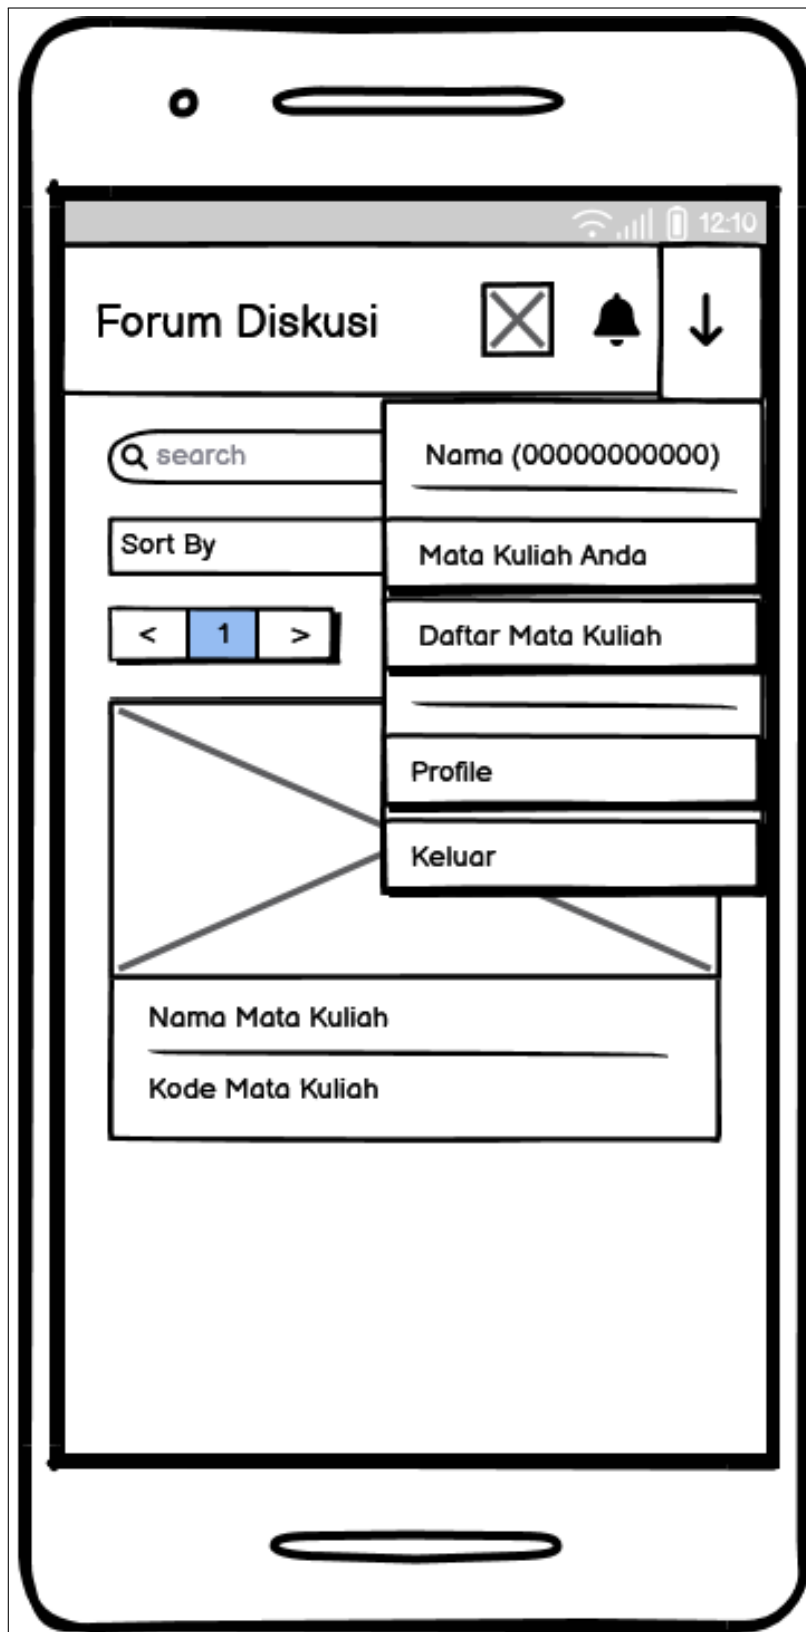 12:10
Forum Diskusi
search
Nama (00000000000)
Sort By
Mata Kuliah Anda
< 1 >
Daftar Mata Kuliah
Profile
Keluar
Nama Mata Kuliah
Kode Mata Kuliah